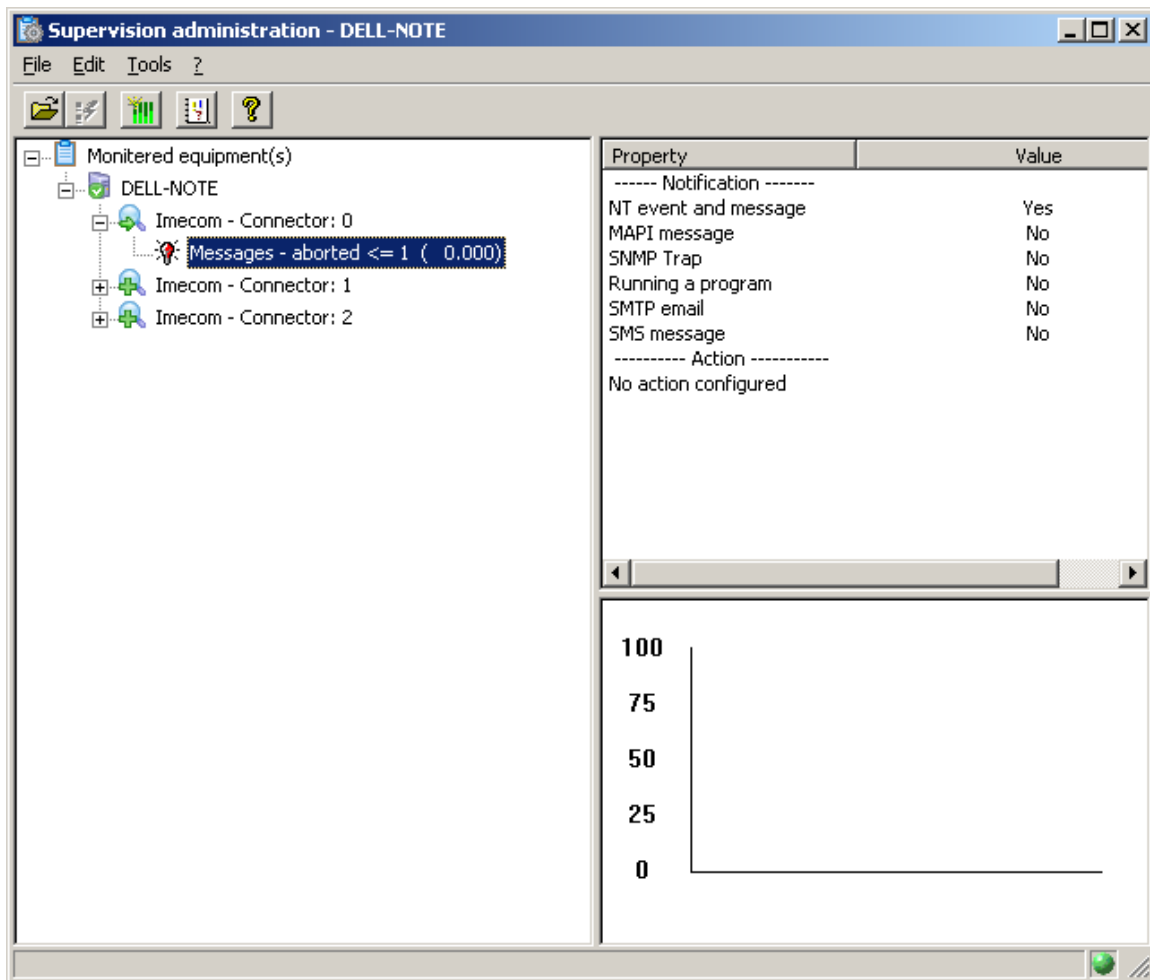 Supervision administration - DELL-NOTE
File Edit Tools ?
Monitered equipment(s)
DELL-NOTE
Imecom - Connector: 0
Messages - aborted <= 1 ( 0.000)
Imecom - Connector: 1
Imecom - Connector: 2
Property Value
------ Notification -------
NT event and message Yes
MAPI message No
SNMP Trap No
Running a program No
SMTP email No
SMS message No
---------- Action -----------
No action configured
100
75
50
25
0